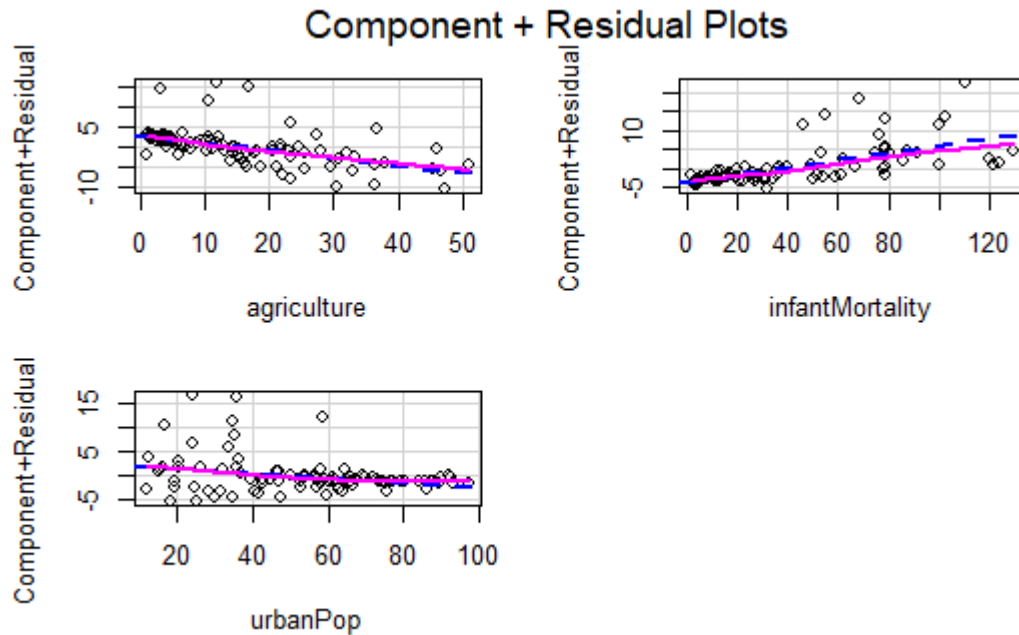 Component + Residual Plots
Component+Residual
5
-10
0 10 20 30 40 50
agriculture
Component+Residual
10
-5
0 20 40 60 80 120
infantMortality
Component+Residual
15
5
-5
20 40 60 80 100
urbanPop